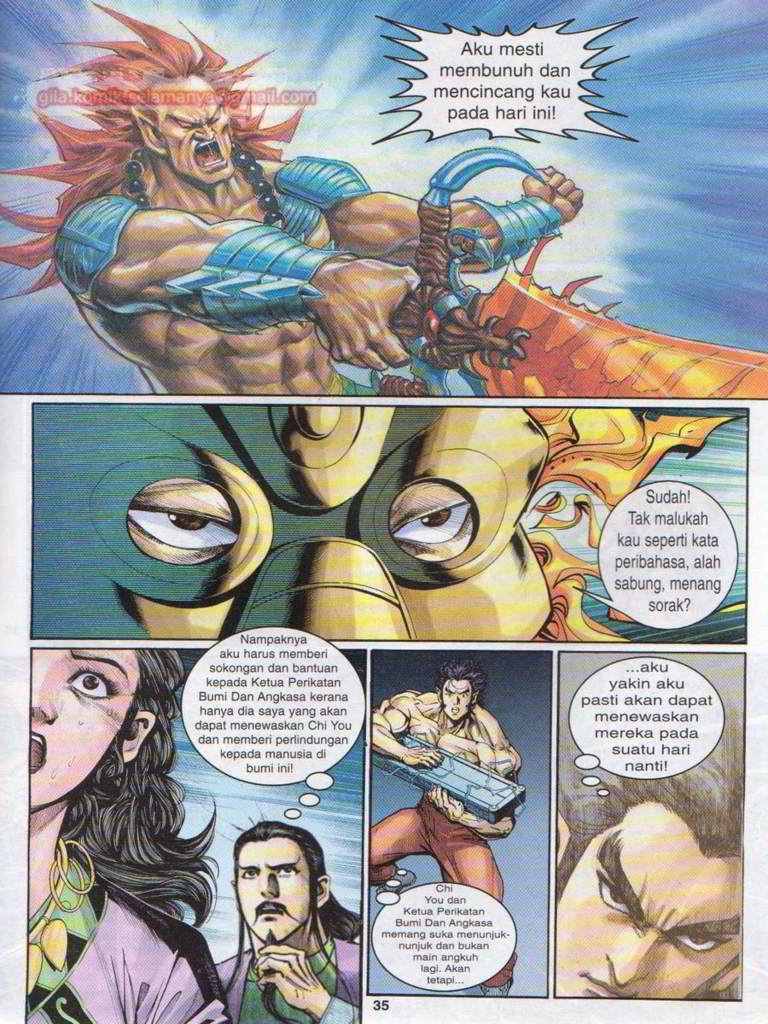 gila.komik.selamanya@gmail.com
Aku mesti
membunuh dan
mencincang kau
pada hari ini!
Sudah!
Tak malukah
kau seperti kata
peribahasa, alah
sabung, menang
sorak?
Nampaknya
aku harus memberi
sokongan dan bantuan
kepada Ketua Perikatan
Bumi Dan Angkasa kerana
hanya dia saya yang akan
dapat menewaskan Chi You
dan memberi perlindungan
kepada manusia di
bumi ini!
Chi
You dan
Ketua Perikatan
Bumi Dan Angkasa
memang suka menunjuk-
nunjuk dan bukan
main angkuh
lagi. Akan
tetapi...
...aku
yakin aku
pasti akan dapat
menewaskan
mereka pada
suatu hari
nanti!
35